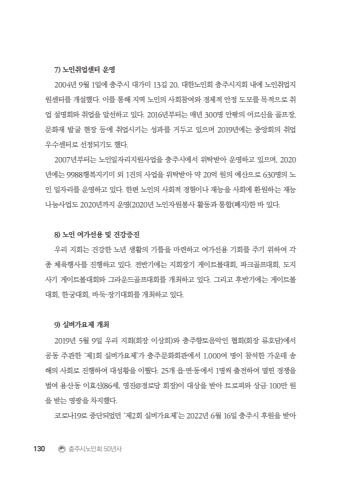 7) 노인취업센터 운영
2004년 9월 1일에 충주시 대가미 13길 20, 대한노인회 충주시지회 내에 노인취업지
원센터를 개설했다. 이를 통해 지역 노인의 사회참여와 경제적 안정 도모를 목적으로 취
업 설명회와 취업을 알선하고 있다. 2016년부터는 매년 300명 안팎의 어르신을 골프장,
문화재 발굴 현장 등에 취업시키는 성과를 거두고 있으며 2019년에는 중앙회의 취업
우수센터로 선정되기도 했다.
2007년부터는 노인일자리지원사업을 충주시에서 위탁받아 운영하고 있으며, 2020
년에는 9988행복지키미 외 1건의 사업을 위탁받아 약 20억 원의 예산으로 630명의 노
인 일자리를 운영하고 있다. 한편 노인의 사회적 경험이나 재능을 사회에 환원하는 재능
나눔사업도 2020년까지 운영(2020년 노인자원봉사 활동과 통합(폐지)한 바 있다.
8) 노인 여가선용 및 건강증진
우리 지회는 건강한 노년 생활의 기틀을 마련하고 여가선용 기회를 주기 위하여 각
종 체육행사를 진행하고 있다. 전반기에는 지회장기 게이트볼대회, 파크골프대회, 도지
사기 게이트볼대회와 그라운드골프대회를 개최하고 있다. 그리고 후반기에는 게이트볼
대회, 한궁대회, 바둑·장기대회를 개최하고 있다.
9) 실버가요제 개최
2019년 5월 9일 우리 지회(회장 이상희)와 충주향토음악인 협회(회장 류호담)에서
공동 주관한 '제1회 실버가요제'가 충주문화회관에서 1,000여 명이 참석한 가운데 송
해의 사회로 진행하여 대성황을 이뤘다. 25개 읍·면·동에서 1명씩 출전하여 열띤 경쟁을
벌여 용산동 이효선(86세, 영진@경로당 회장)이 대상을 받아 트로피와 상금 100만 원
을 받는 영광을 차지했다.
코로나19로 중단되었던 '제2회 실버가요제'는 2022년 6월 16일 충주시 후원을 받아
130 충주시노인회 50년사